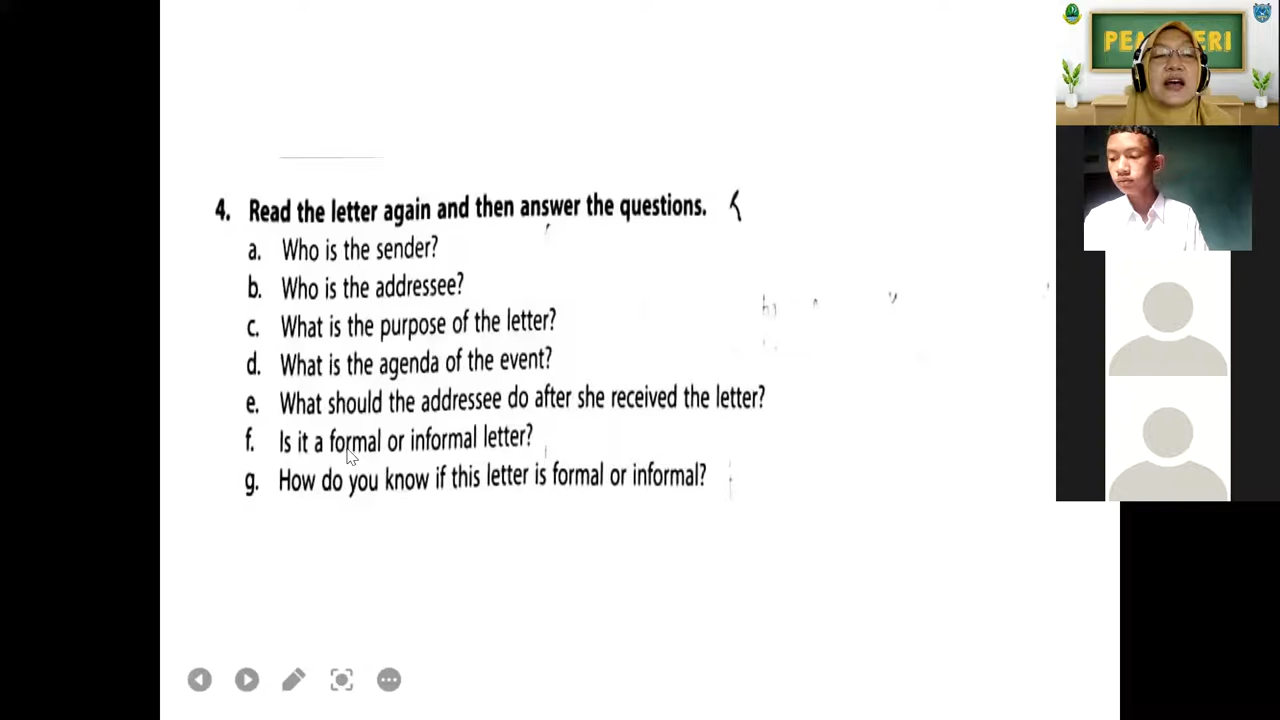 4. Read the letter again and then answer the questions.
a. Who is the sender?
b. Who is the addressee?
c. What is the purpose of the letter?
d. What is the agenda of the event?
e. What should the addressee do after she received the letter?
f. Is it a formal or informal letter?
g. How do you know if this letter is formal or informal?